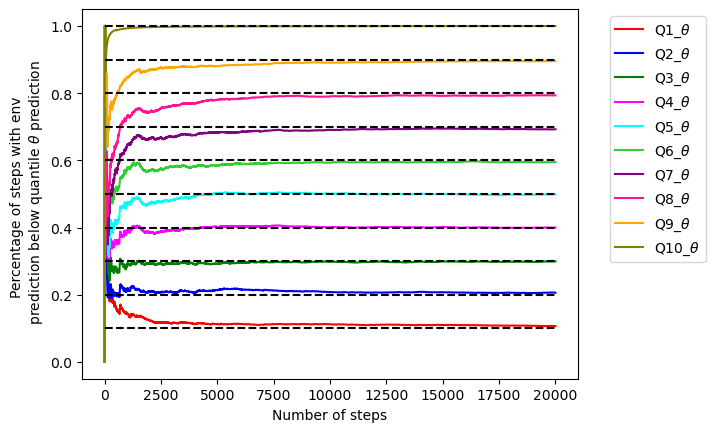 Percentage of steps with env
prediction below quantile θ prediction
1.0
0.8
0.6
0.4
0.2
0.0
0
2500
5000
7500
10000
12500
15000
17500
20000
Number of steps
Q1_θ
Q2_θ
Q3_θ
Q4_θ
Q5_θ
Q6_θ
Q7_θ
Q8_θ
Q9_θ
Q10_θ